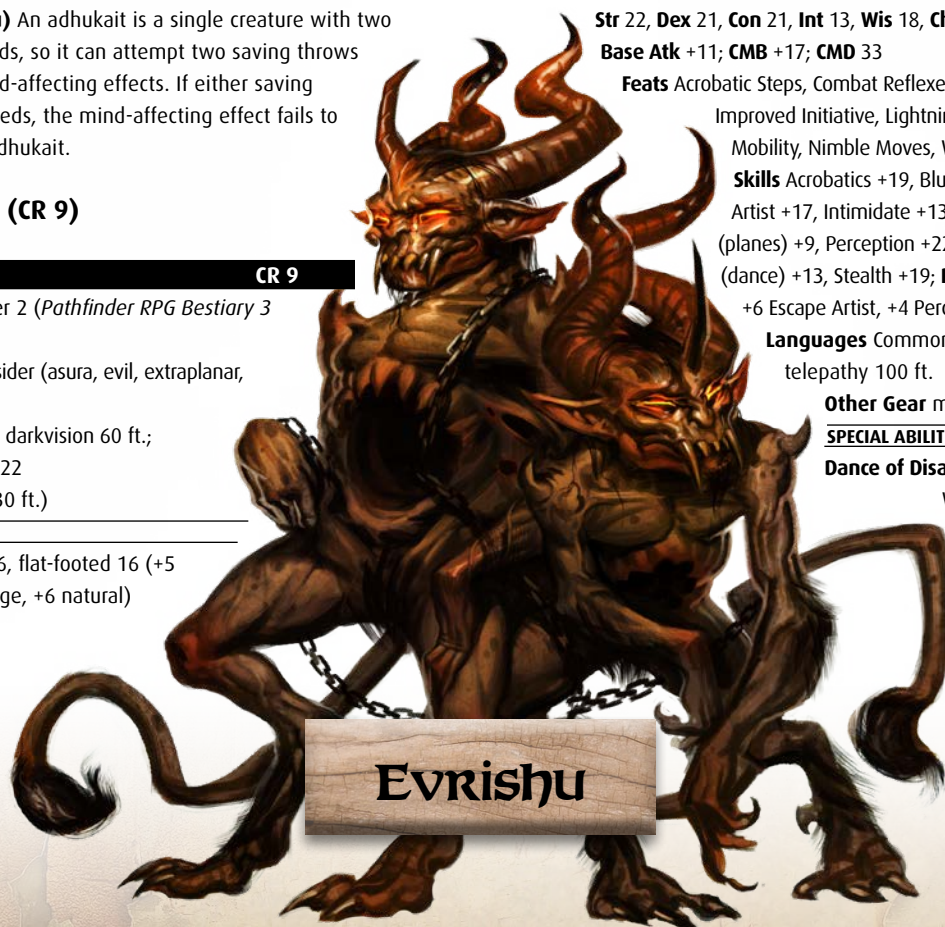 ) An adhukait is a single creature with two
ds, so it can attempt two saving throws
d-affecting effects. If either saving
eds, the mind-affecting effect fails to
dhukait.
(CR 9)
CR 9
er 2 (Pathfinder RPG Bestiary 3
sider (asura, evil, extraplanar,
darkvision 60 ft.;
22
30 ft.)
6, flat-footed 16 (+5
ge, +6 natural)
Str 22, Dex 21, Con 21, Int 13, Wis 18, Ch
Base Atk +11; CMB +17; CMD 33
Feats Acrobatic Steps, Combat Reflexe
Improved Initiative, Lightnin
Mobility, Nimble Moves, W
Skills Acrobatics +19, Blu
Artist +17, Intimidate +13
(planes) +9, Perception +22
(dance) +13, Stealth +19;
+6 Escape Artist, +4 Perc
Languages Common
telepathy 100 ft.
Other Gear m
SPECIAL ABILIT
Dance of Disa
Evrishu